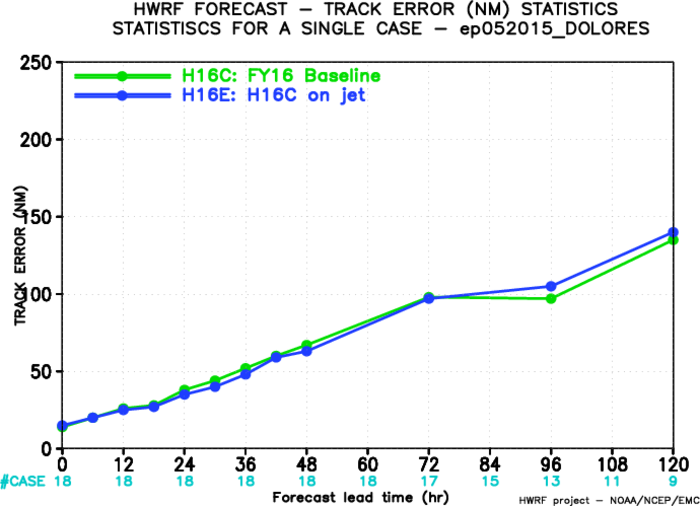 HWRF FORECAST – TRACK ERROR (NM) STATISTICS
STATISTISCS FOR A SINGLE CASE – ep052015_DOLORES
250
H16C: FY16 Baseline
H16E: H16C on jet
200
150
TRACK ERROR (NM)
100
50
0
0 12 24 36 48 60 72 84 96 108 120
#CASE 18 18 18 18 18 18 17 15 13 11 9
Forecast lead time (hr)
HWRF project – NOAA/NCEP/EMC